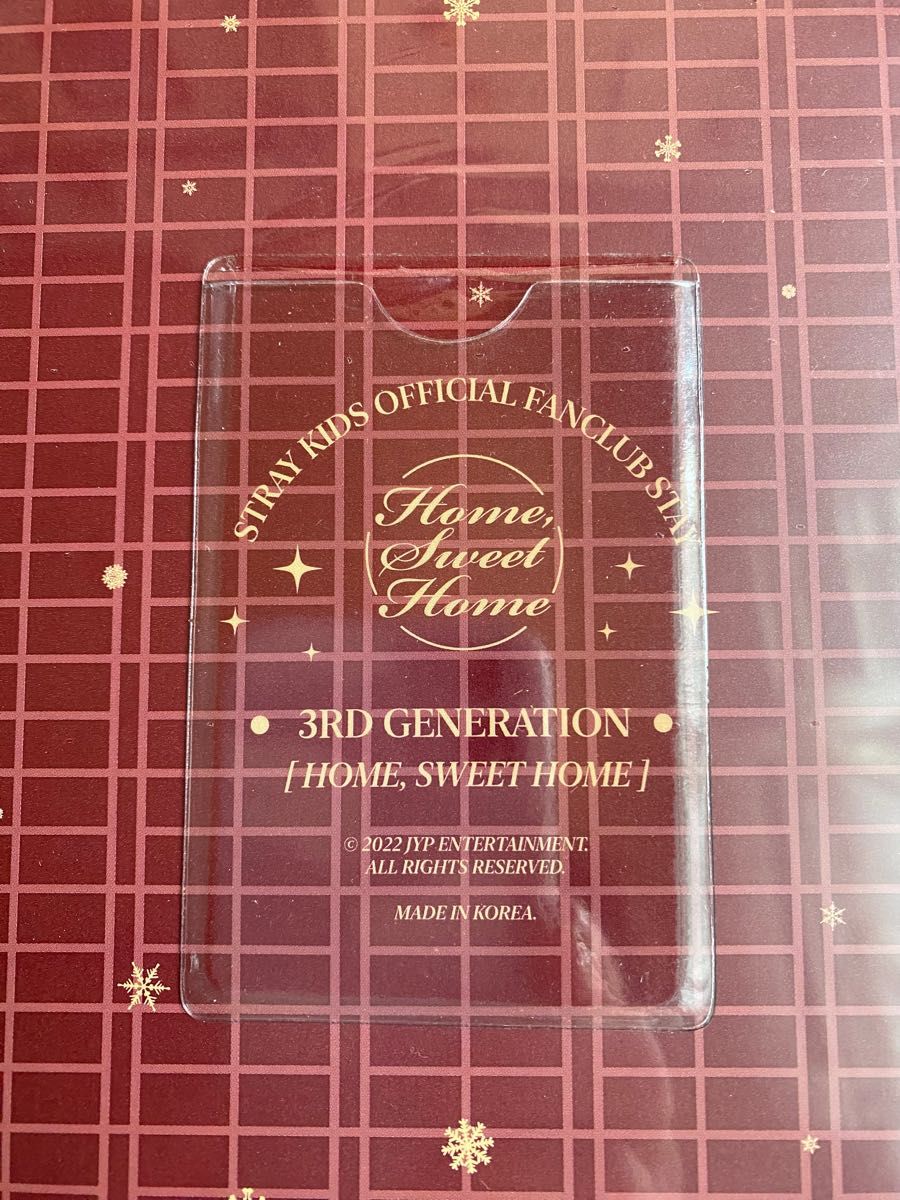 STRAY KIDS OFFICIAL FANCLUB STAY
Home,
Sweet
Home
3RD GENERATION
[ HOME, SWEET HOME ]
© 2022 JYP ENTERTAINMENT.
ALL RIGHTS RESERVED.
MADE IN KOREA.